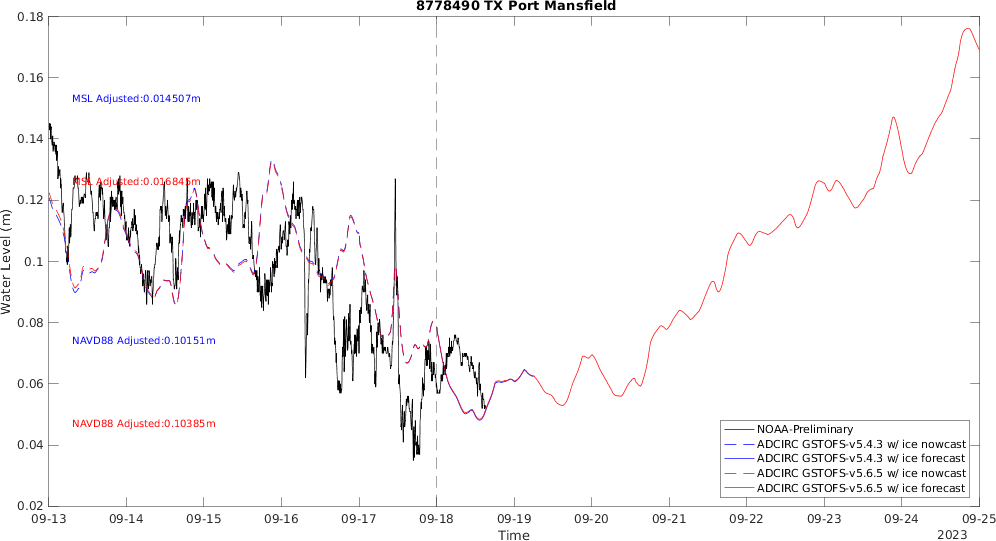 8778490 TX Port Mansfield
Water Level (m)
0.18
0.16
0.14
0.12
0.1
0.08
0.06
0.04
0.02
MSL Adjusted:0.014507m
MSL Adjusted:0.016845m
NAVD88 Adjusted:0.10151m
NAVD88 Adjusted:0.10385m
NOAA-Preliminary
ADCIRC GSTOFS-v5.4.3 w/ ice nowcast
ADCIRC GSTOFS-v5.4.3 w/ ice forecast
ADCIRC GSTOFS-v5.6.5 w/ ice nowcast
ADCIRC GSTOFS-v5.6.5 w/ ice forecast
09-13 09-14 09-15 09-16 09-17 09-18 09-19 09-20 09-21 09-22 09-23 09-24 09-25
Time
2023